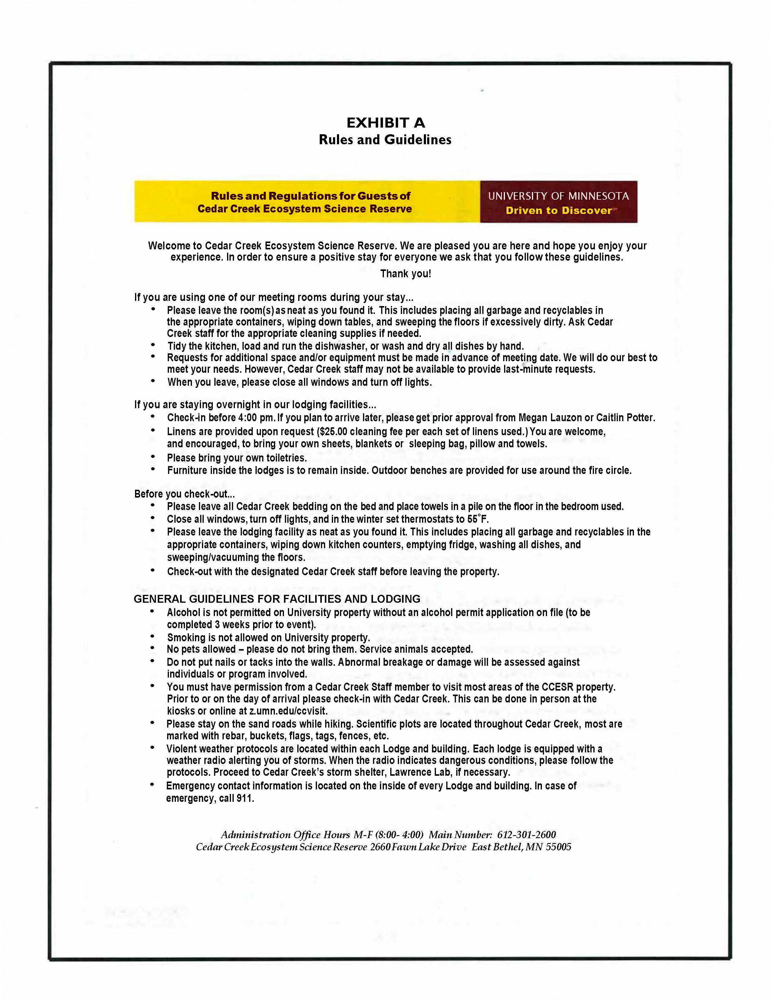 EXHIBIT A
Rules and Guidelines
Rules and Regulations for Guests of
Cedar Creek Ecosystem Science Reserve
UNIVERSITY OF MINNESOTA
Driven to Discover
Welcome to Cedar Creek Ecosystem Science Reserve. We are pleased you are here and hope you enjoy your
experience. In order to ensure a positive stay for everyone we ask that you follow these guidelines.
Thank you!
If you are using one of our meeting rooms during your stay...
• Please leave the room(s) as neat as you found it. This includes placing all garbage and recyclables in
the appropriate containers, wiping down tables, and sweeping the floors if excessively dirty. Ask Cedar
Creek staff for the appropriate cleaning supplies if needed.
• Tidy the kitchen, load and run the dishwasher, or wash and dry all dishes by hand.
• Requests for additional space and/or equipment must be made in advance of meeting date. We will do our best to
meet your needs. However, Cedar Creek staff may not be available to provide last-minute requests.
• When you leave, please close all windows and turn off lights.
If you are staying overnight in our lodging facilities...
• Check-in before 4:00 pm. If you plan to arrive later, please get prior approval from Megan Lauzon or Caitlin Potter.
• Linens are provided upon request ($25.00 cleaning fee per each set of linens used.) You are welcome,
and encouraged, to bring your own sheets, blankets or sleeping bag, pillow and towels.
• Please bring your own toiletries.
• Furniture inside the lodges is to remain inside. Outdoor benches are provided for use around the fire circle.
Before you check-out...
• Please leave all Cedar Creek bedding on the bed and place towels in a pile on the floor in the bedroom used.
• Close all windows, turn off lights, and in the winter set thermostats to 55°F.
• Please leave the lodging facility as neat as you found it. This includes placing all garbage and recyclables in the
appropriate containers, wiping down kitchen counters, emptying fridge, washing all dishes, and
sweeping/vacuuming the floors.
• Check-out with the designated Cedar Creek staff before leaving the property.
GENERAL GUIDELINES FOR FACILITIES AND LODGING
• Alcohol is not permitted on University property without an alcohol permit application on file (to be
completed 3 weeks prior to event).
• Smoking is not allowed on University property.
• No pets allowed – please do not bring them. Service animals accepted.
• Do not put nails or tacks into the walls. Abnormal breakage or damage will be assessed against
individuals or program involved.
• You must have permission from a Cedar Creek Staff member to visit most areas of the CCESR property.
Prior to or on the day of arrival please check-in with Cedar Creek. This can be done in person at the
kiosks or online at z.umn.edu/ccvisit.
• Please stay on the sand roads while hiking. Scientific plots are located throughout Cedar Creek, most are
marked with rebar, buckets, flags, tags, fences, etc.
• Violent weather protocols are located within each Lodge and building. Each lodge is equipped with a
weather radio alerting you of storms. When the radio indicates dangerous conditions, please follow the
protocols. Proceed to Cedar Creek’s storm shelter, Lawrence Lab, if necessary.
• Emergency contact information is located on the inside of every Lodge and building. In case of
emergency, call 911.
Administration Office Hours M-F (8:00- 4:00) Main Number: 612-301-2600
Cedar Creek Ecosystem Science Reserve 2660 Fawn Lake Drive East Bethel, MN 55005